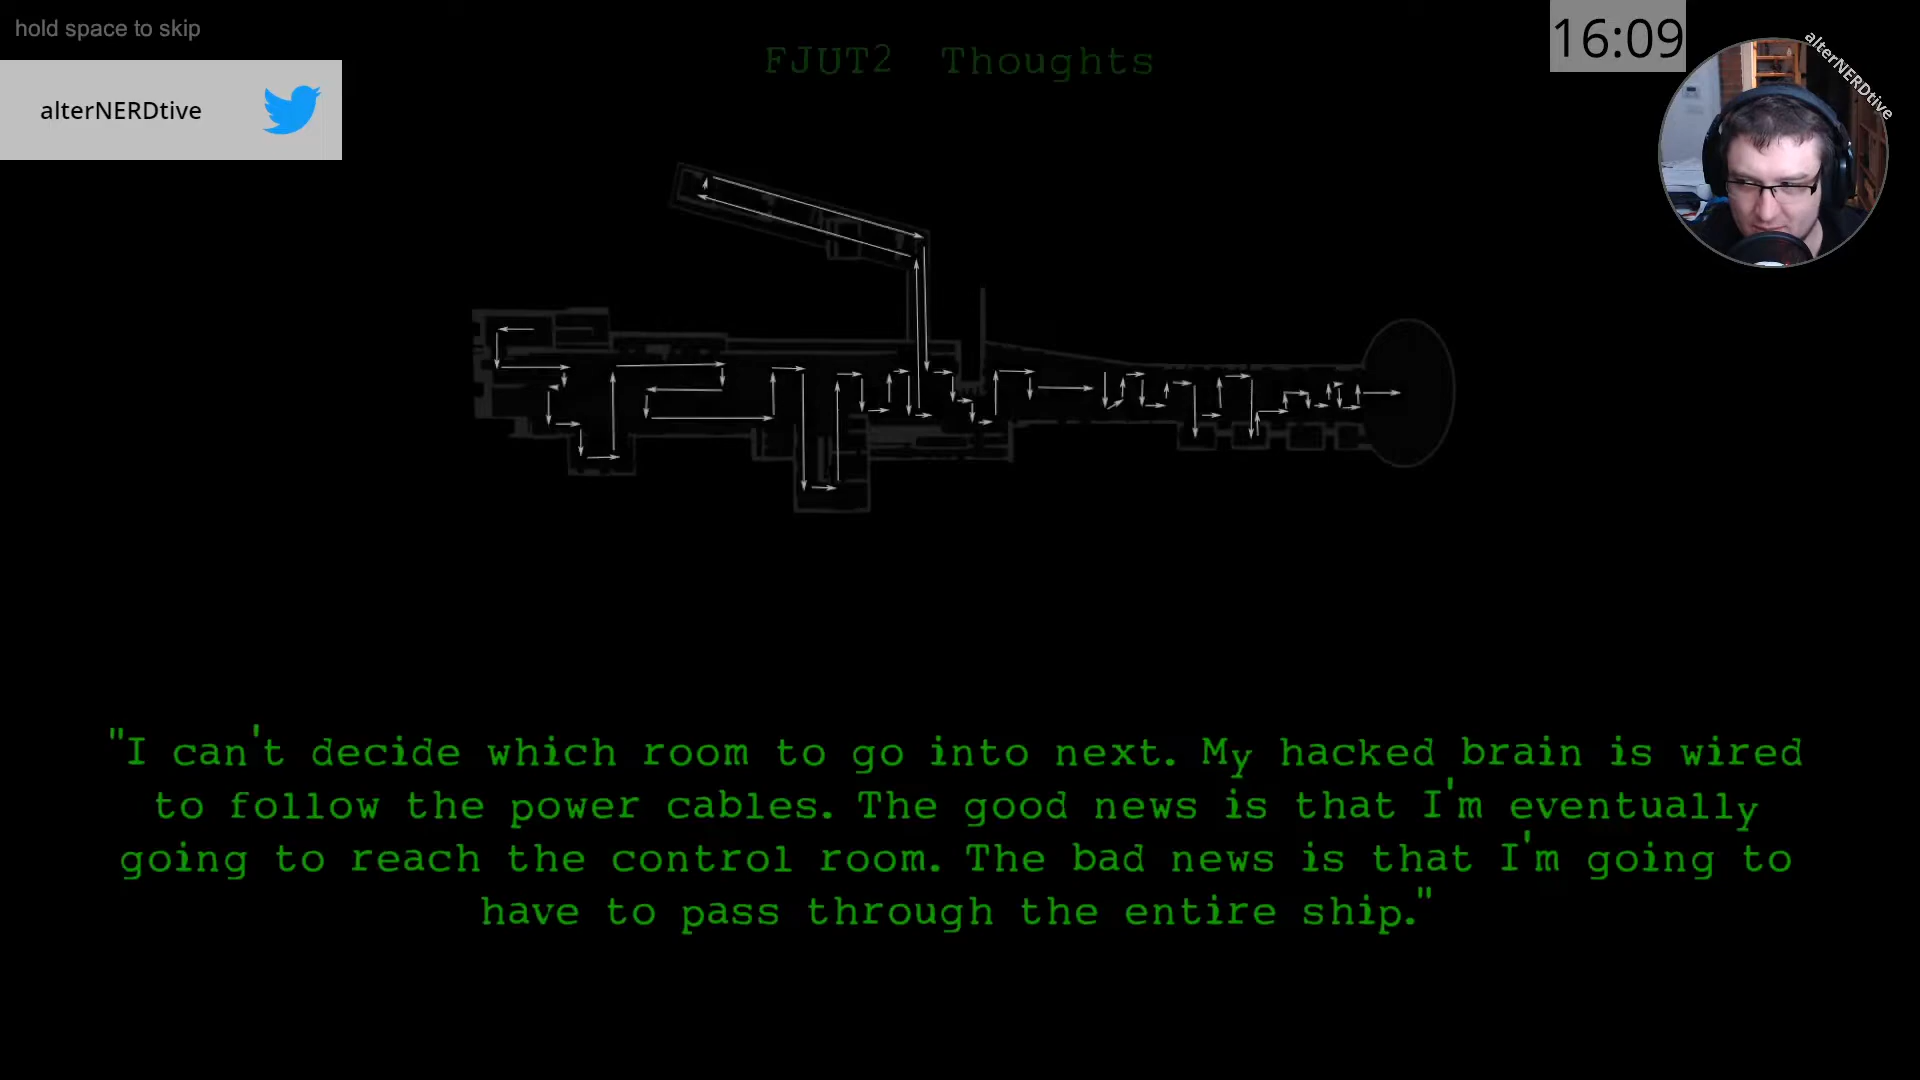 hold space to skip
16:09
FJUT2 Thoughts
alterNERDtive
alterNERDtive
"I can't decide which room to go into next. My hacked brain is wired
to follow the power cables. The good news is that I'm eventually
going to reach the control room. The bad news is that I'm going to
have to pass through the entire ship."